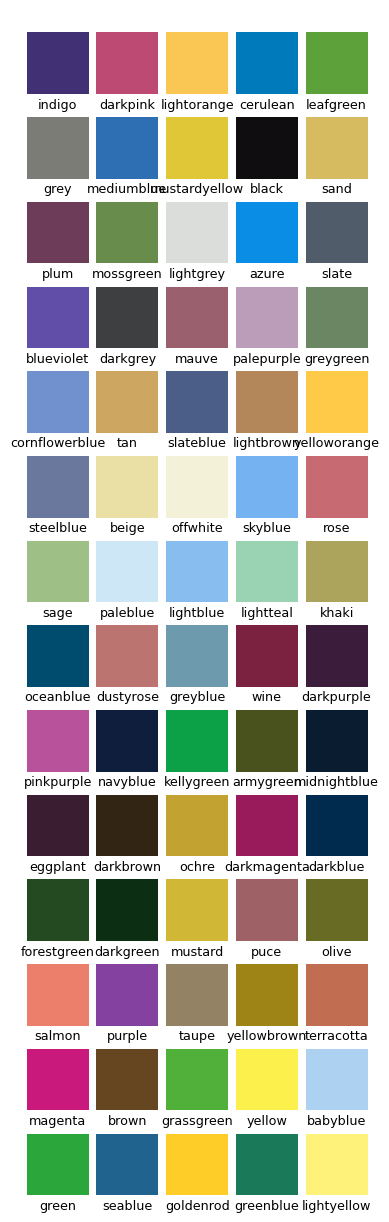 indigo darkpink lightorange cerulean leafgreen
grey mediumblue mustardyellow black sand
plum mossgreen lightgrey azure slate
blueviolet darkgrey mauve palepurple greygreen
cornflowerblue tan slateblue lightbrown yelloworange
steelblue beige offwhite skyblue rose
sage paleblue lightblue lightteal khaki
oceanblue dustyrose greyblue wine darkpurple
pinkpurple navyblue kellygreen armygreen midnightblue
eggplant darkbrown ochre darkmagenta darkblue
forestgreen darkgreen mustard puce olive
salmon purple taupe yellowbrown terracotta
magenta brown grassgreen yellow babyblue
green seablue goldenrod greenblue lightyellow